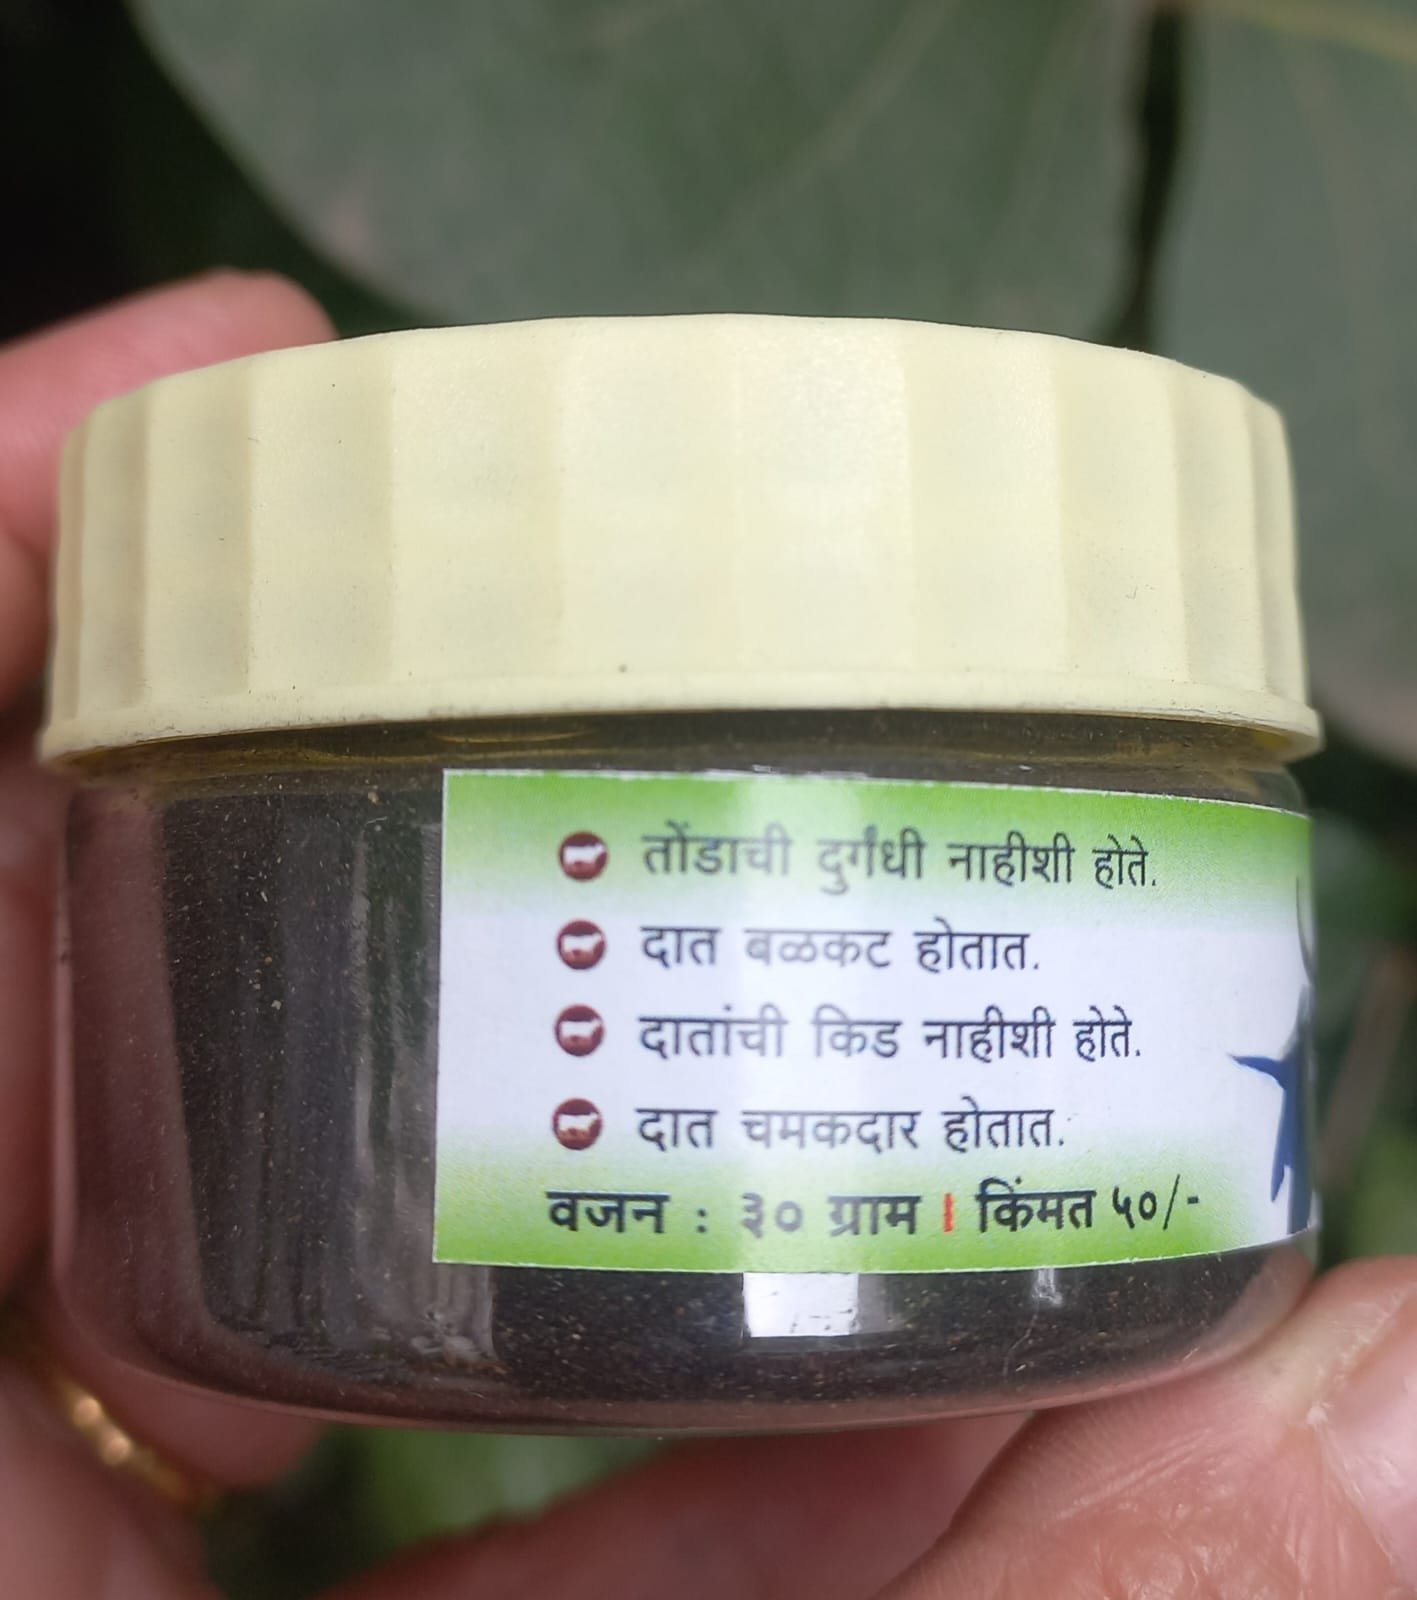 तोंडाची दुर्गंधी नाहीशी होते.
दात बळकट होतात.
दातांची किड नाहीशी होते.
दात चमकदार होतात.
वजन : ३० ग्राम । किंमत ५०/-